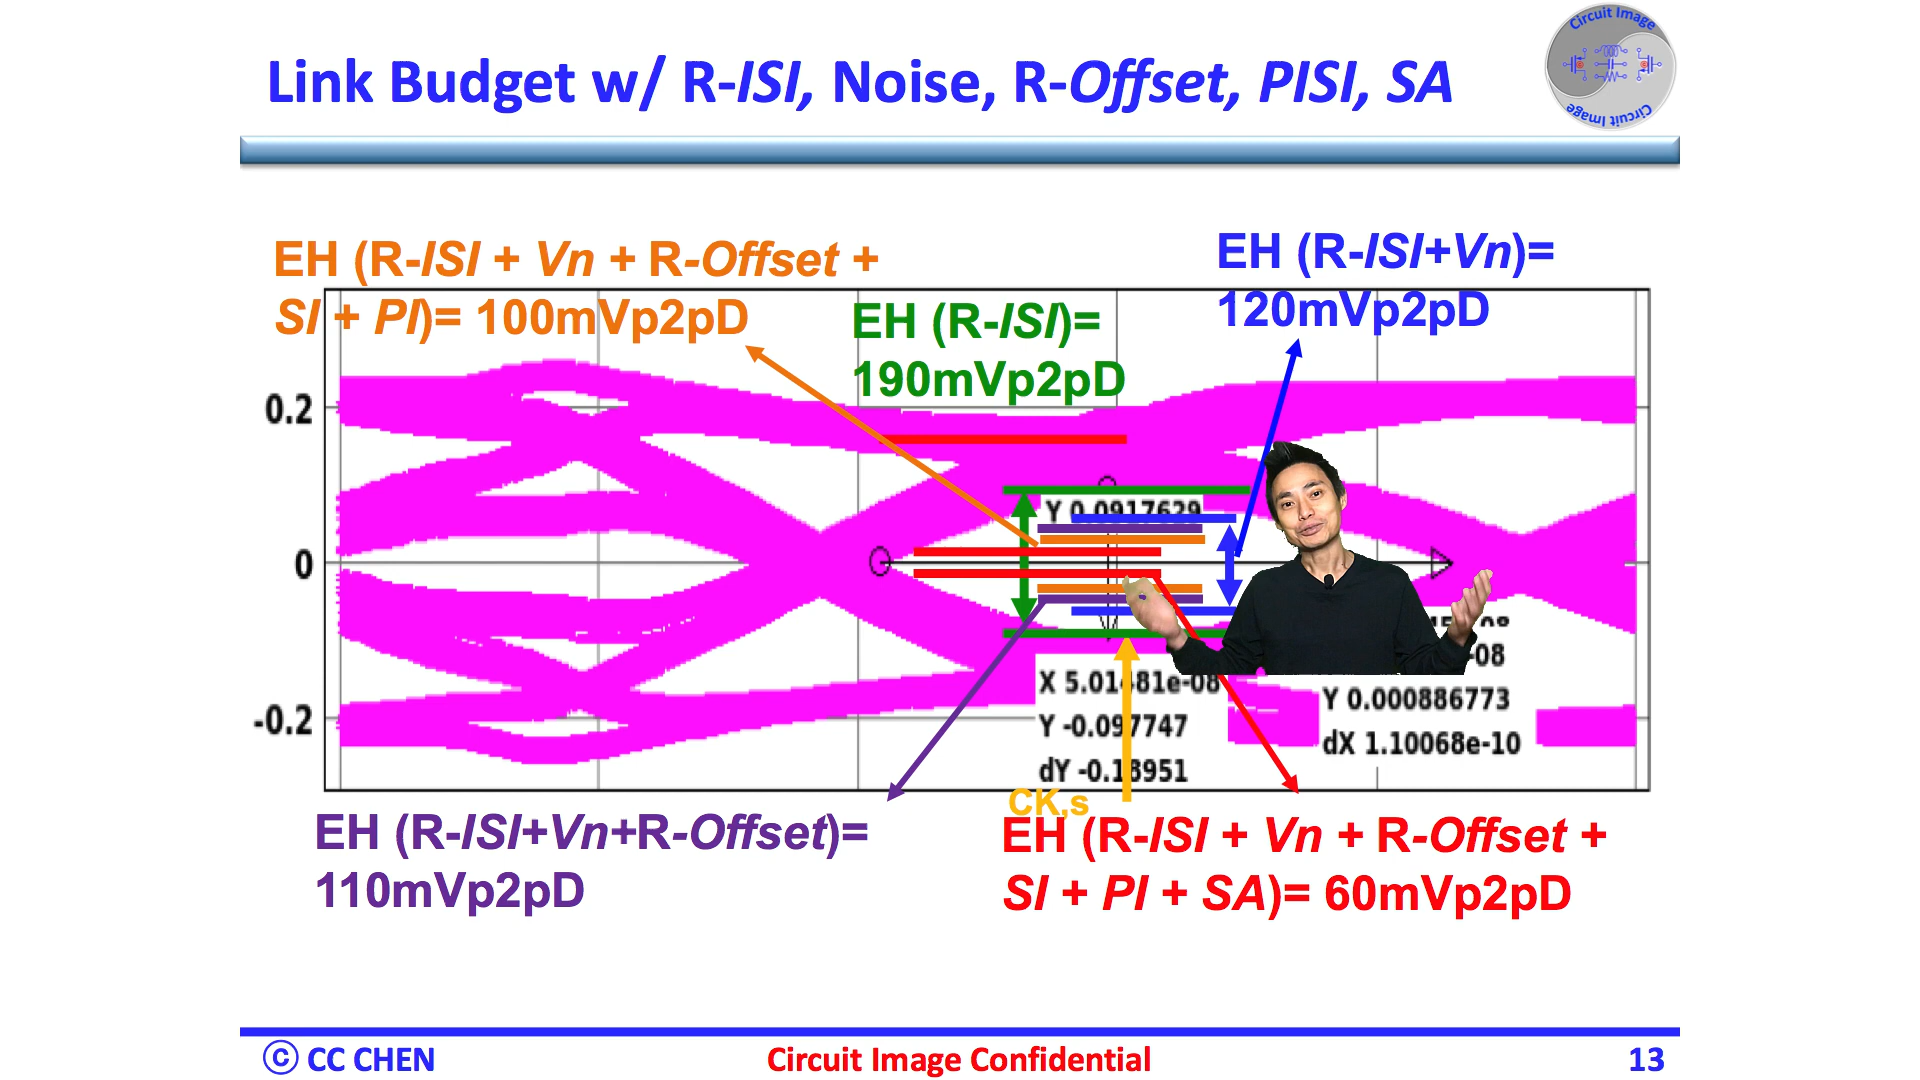 Link Budget w/ R-ISI, Noise, R-Offset, PISI, SA
Circuit Image
Circuit Image
EH (R-ISI + Vn + R-Offset +
SI + PI)= 100mVp2pD
EH (R-ISI)=
190mVp2pD
EH (R-ISI+Vn)=
120mVp2pD
0.2
0
-0.2
Y 0.0917629
X 5.01481e-08
Y -0.097747
dY -0.18951
-08
Y 0.000886773
dX 1.10068e-10
CK,s
EH (R-ISI+Vn+R-Offset)=
110mVp2pD
EH (R-ISI + Vn + R-Offset +
SI + PI + SA)= 60mVp2pD
© CC CHEN
Circuit Image Confidential
13